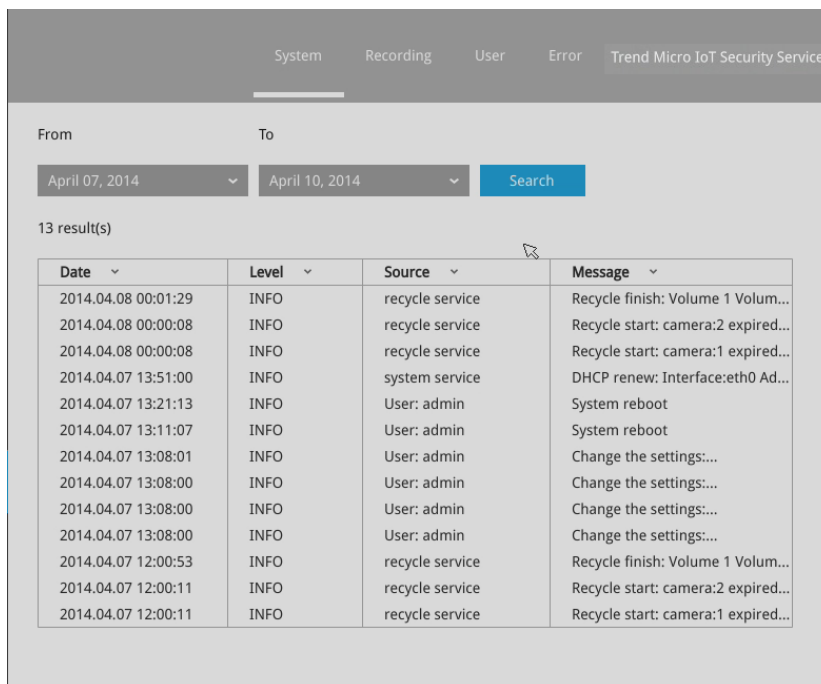 System Recording User Error Trend Micro IoT Security Service
From To
April 07, 2014 April 10, 2014 Search
13 result(s)
Date Level Source Message
2014.04.08 00:01:29 INFO recycle service Recycle finish: Volume 1 Volum...
2014.04.08 00:00:08 INFO recycle service Recycle start: camera:2 expired...
2014.04.08 00:00:08 INFO recycle service Recycle start: camera:1 expired...
2014.04.07 13:51:00 INFO system service DHCP renew: Interface:eth0 Ad...
2014.04.07 13:21:13 INFO User: admin System reboot
2014.04.07 13:11:07 INFO User: admin System reboot
2014.04.07 13:08:01 INFO User: admin Change the settings:...
2014.04.07 13:08:00 INFO User: admin Change the settings:...
2014.04.07 13:08:00 INFO User: admin Change the settings:...
2014.04.07 13:08:00 INFO User: admin Change the settings:...
2014.04.07 12:00:53 INFO recycle service Recycle finish: Volume 1 Volum...
2014.04.07 12:00:11 INFO recycle service Recycle start: camera:2 expired...
2014.04.07 12:00:11 INFO recycle service Recycle start: camera:1 expired...